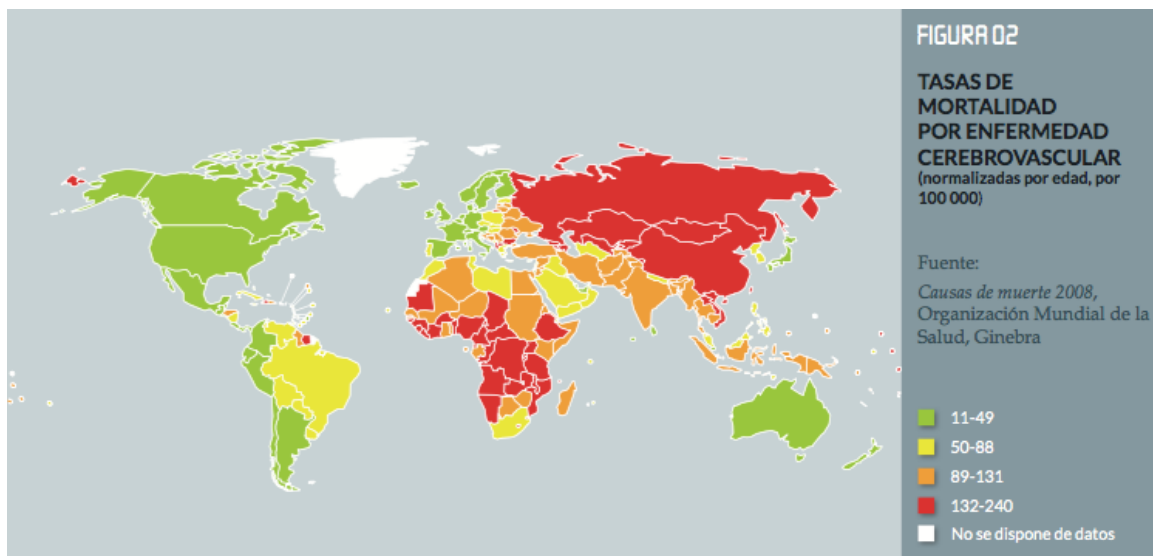 FIGURA 02
TASAS DE
MORTALIDAD
POR ENFERMEDAD
CEREBROVASCULAR
(normalizadas por edad, por
100 000)
Fuente:
Causas de muerte 2008,
Organización Mundial de la
Salud, Ginebra
11-49
50-88
89-131
132-240
No se dispone de datos